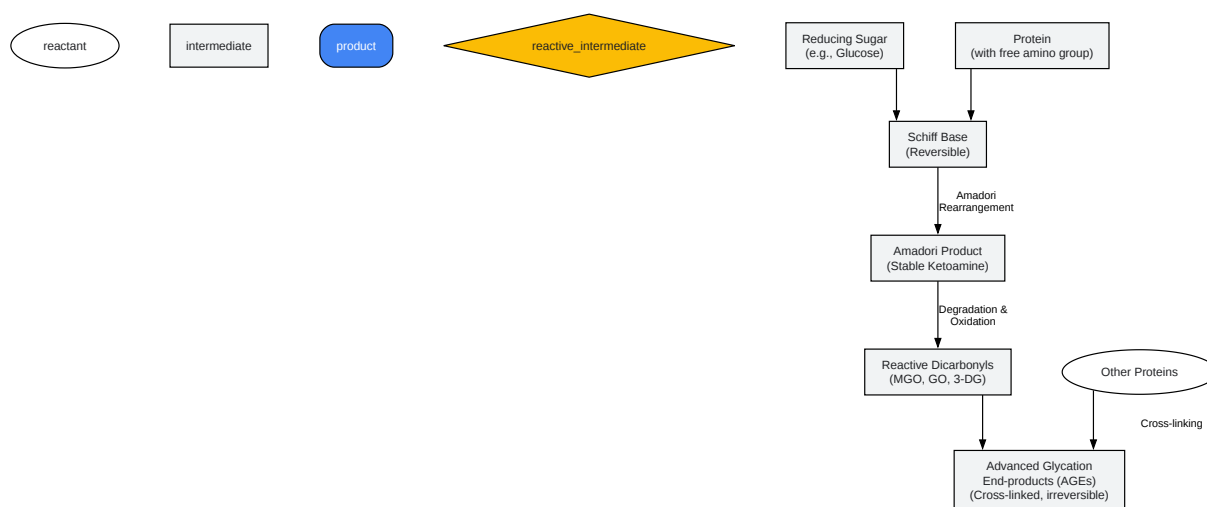 reactant
intermediate
product
reactive_intermediate
Reducing Sugar
(e.g., Glucose)
Protein
(with free amino group)
Schiff Base
(Reversible)
Amadori
Rearrangement
Amadori Product
(Stable Ketoamine)
Degradation &
Oxidation
Reactive Dicarbonyls
(MGO, GO, 3-DG)
Other Proteins
Cross-linking
Advanced Glycation
End-products (AGEs)
(Cross-linked, irreversible)